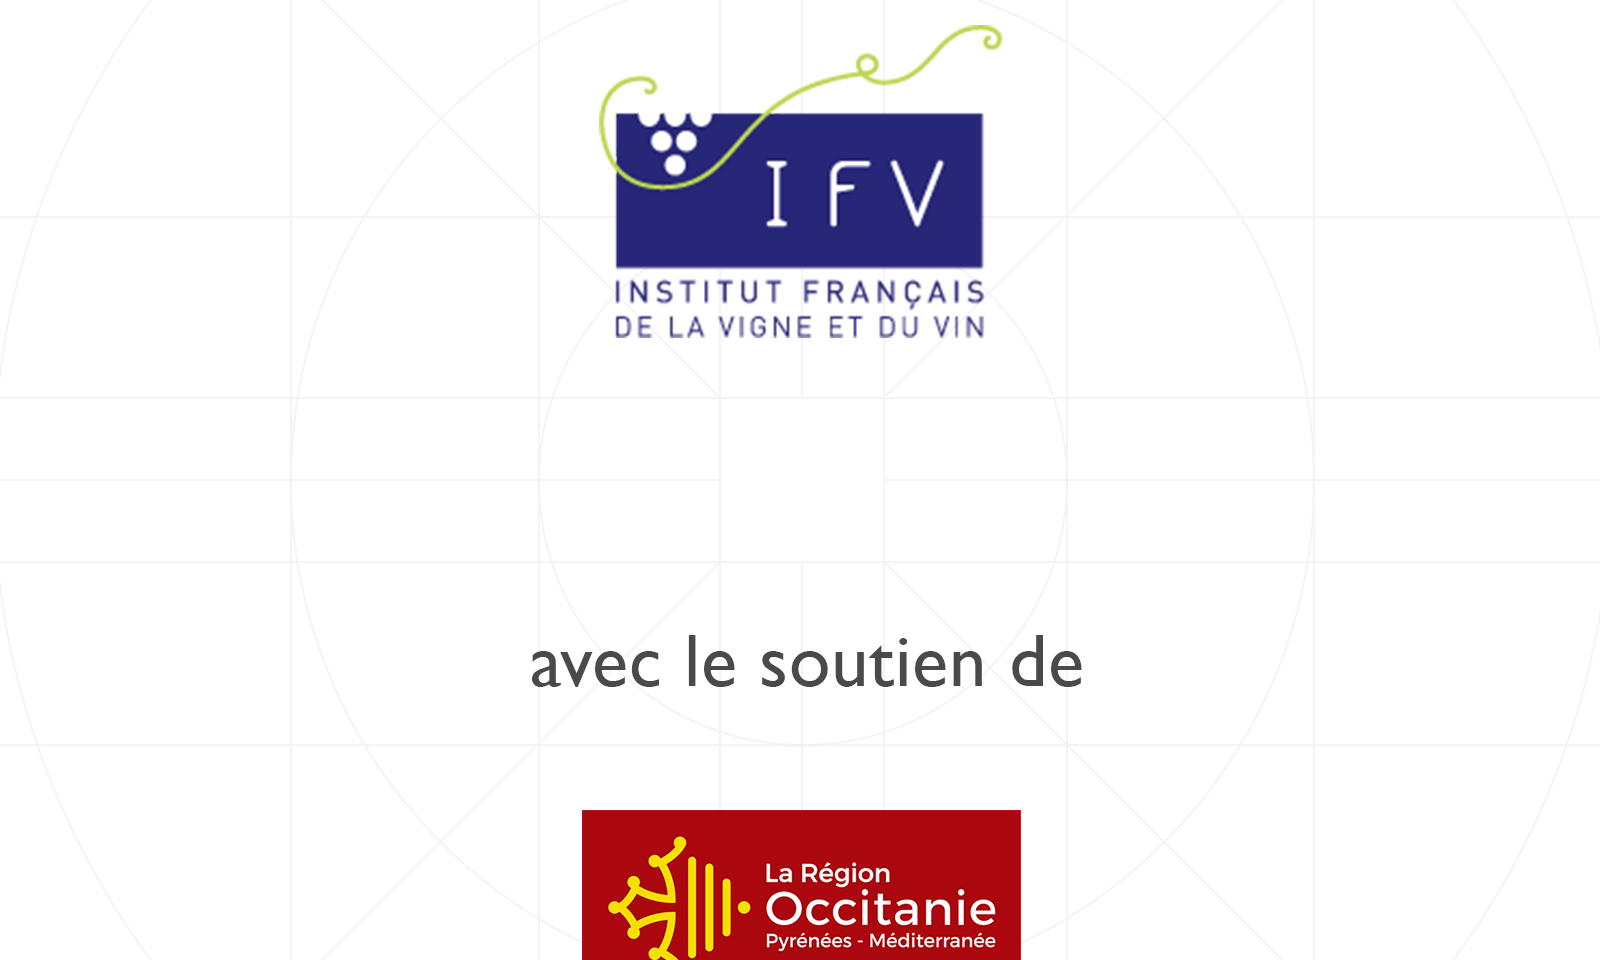 IFV
INSTITUT FRANÇAIS
DE LA VIGNE ET DU VIN
avec le soutien de
La Région
Occitanie
Pyrénées - Méditerranée